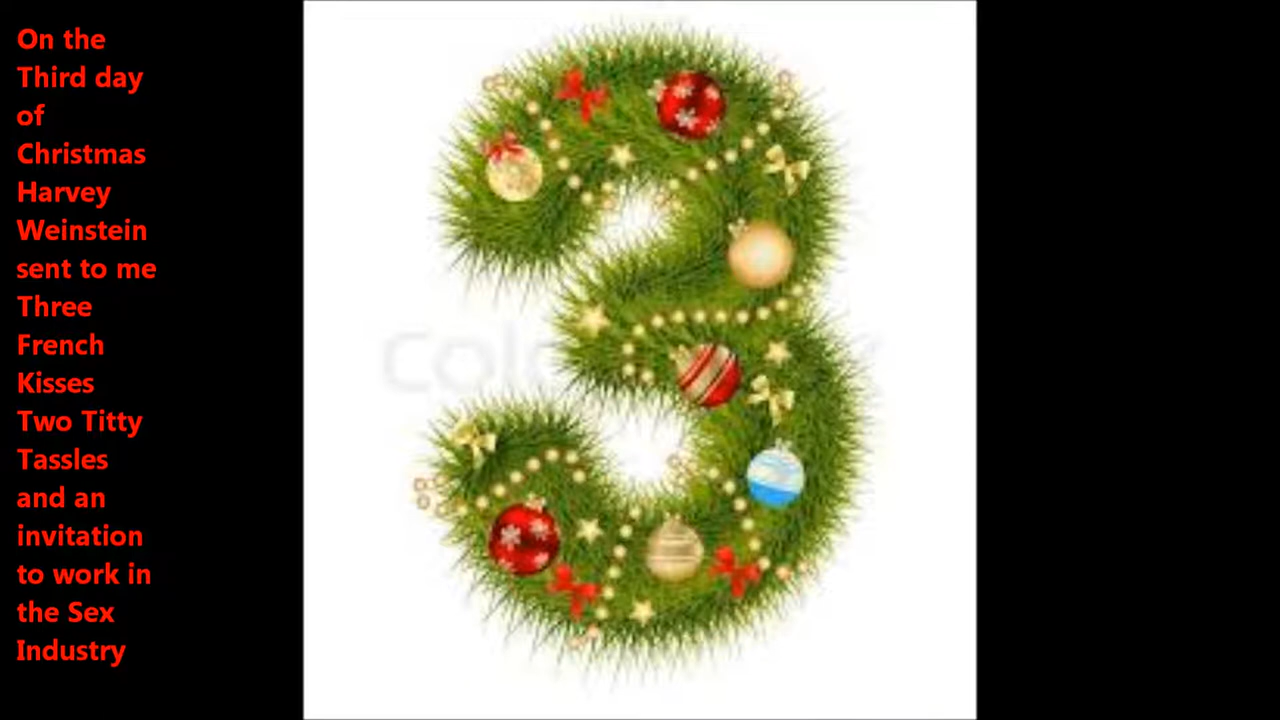 On the
Third day
of
Christmas
Harvey
Weinstein
sent to me
Three
French
Kisses
Two Titty
Tassles
and an
invitation
to work in
the Sex
Industry